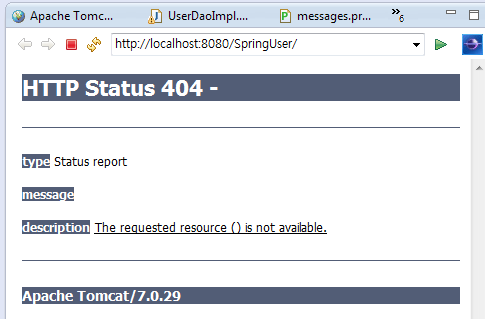 Apache Tomc...
UserDaoImpl....
messages.pr...
»6
http://localhost:8080/SpringUser/
HTTP Status 404 -
type Status report
message
description The requested resource () is not available.
Apache Tomcat/7.0.29